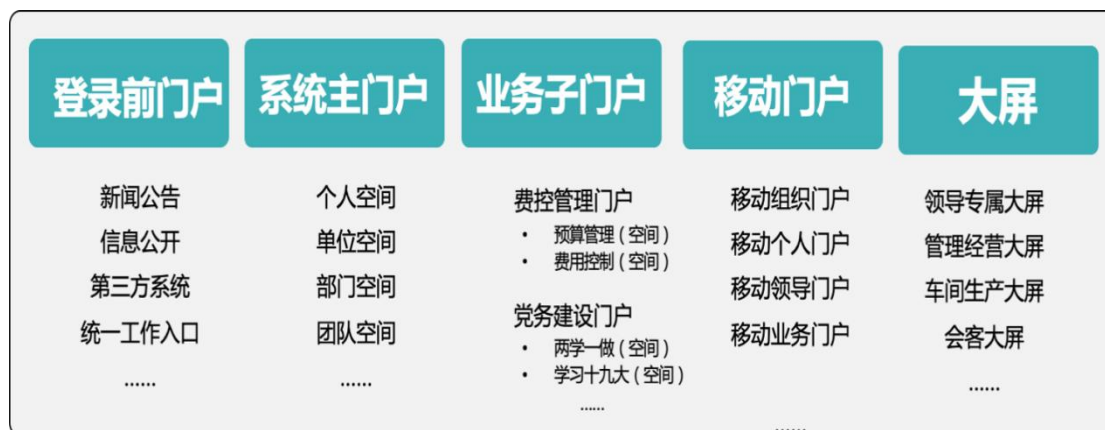 登录前门户
新闻公告
信息公开
第三方系统
统一工作入口
......
系统主门户
个人空间
单位空间
部门空间
团队空间
......
业务子门户
费控管理门户
• 预算管理(空间)
• 费用控制(空间)
党务建设门户
• 两学一做(空间)
• 学习十九大(空间)
......
移动门户
移动组织门户
移动个人门户
移动领导门户
移动业务门户
......
大屏
领导专属大屏
管理经营大屏
车间生产大屏
会客大屏
......